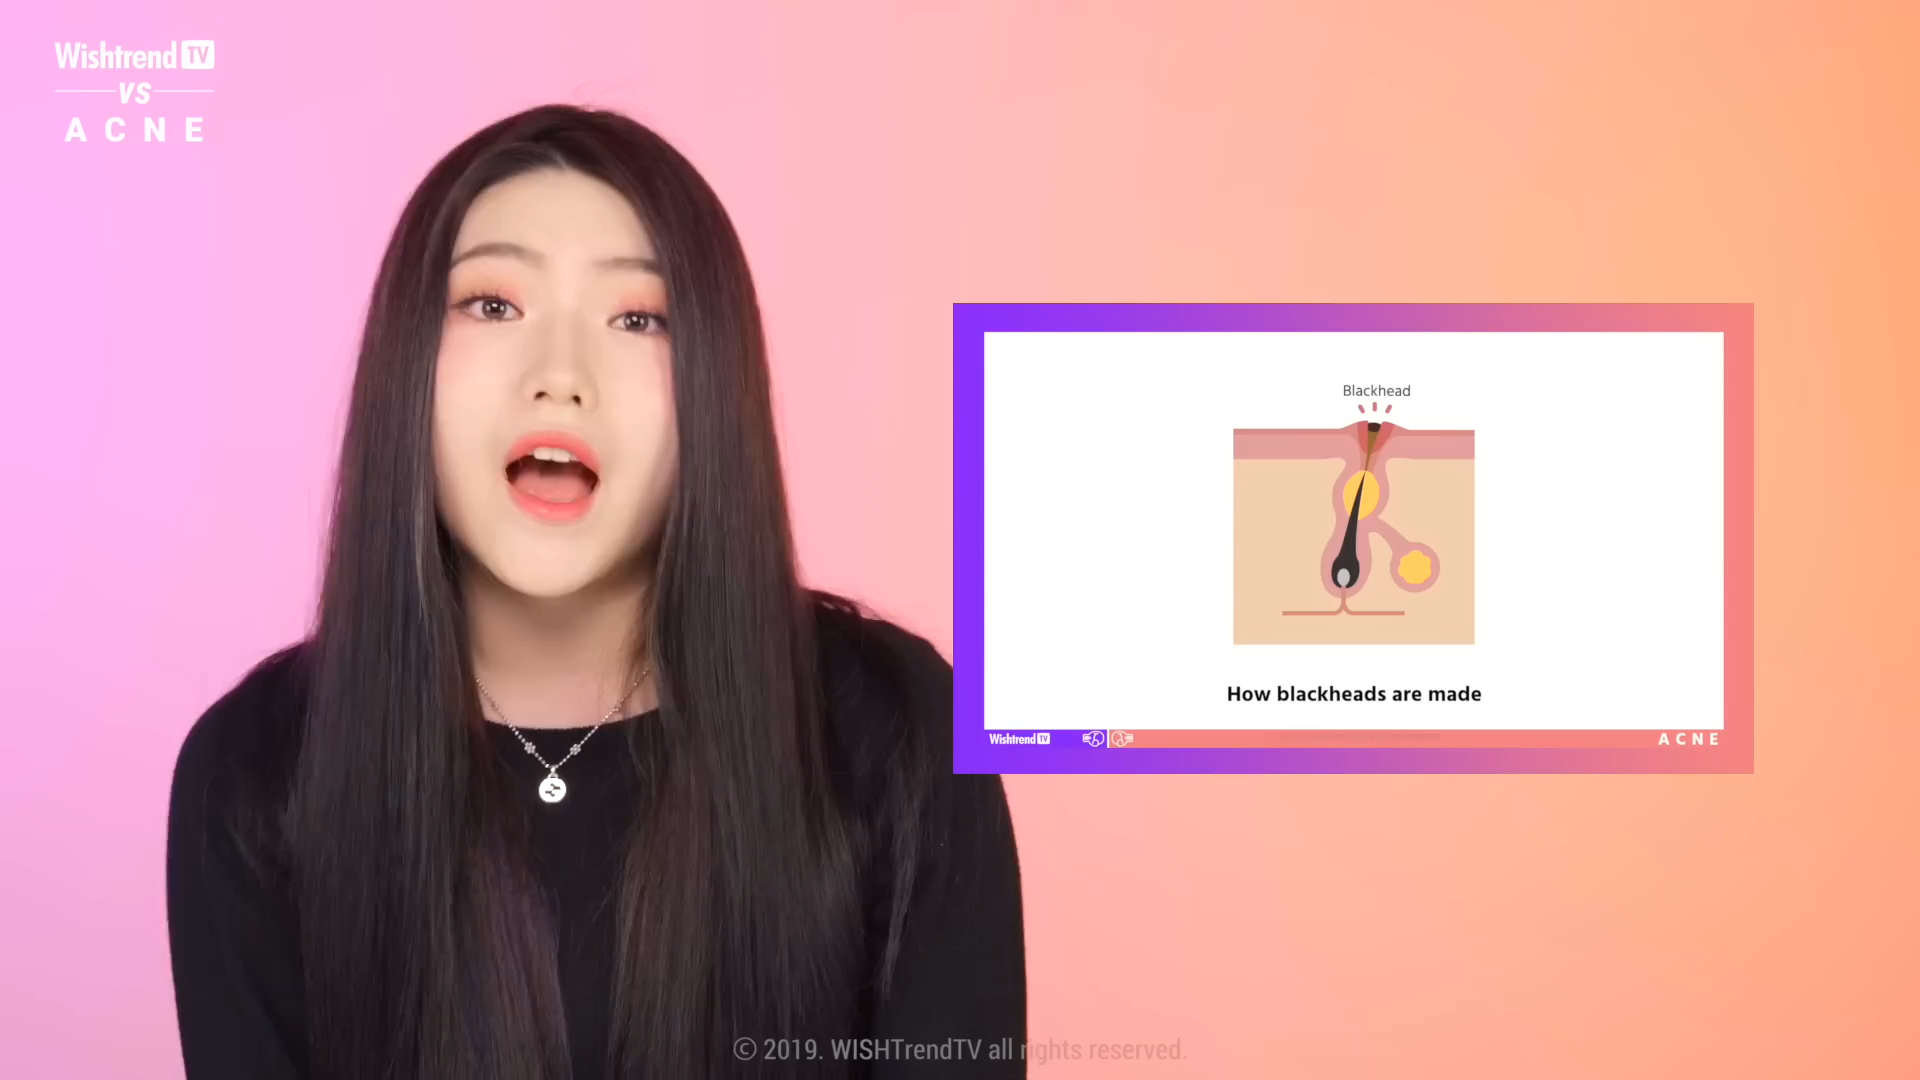 Wishtrend TV
vs
ACNE
Blackhead
How blackheads are made
Wishtrend TV
ACNE
© 2019. WISHTrendTV all rights reserved.